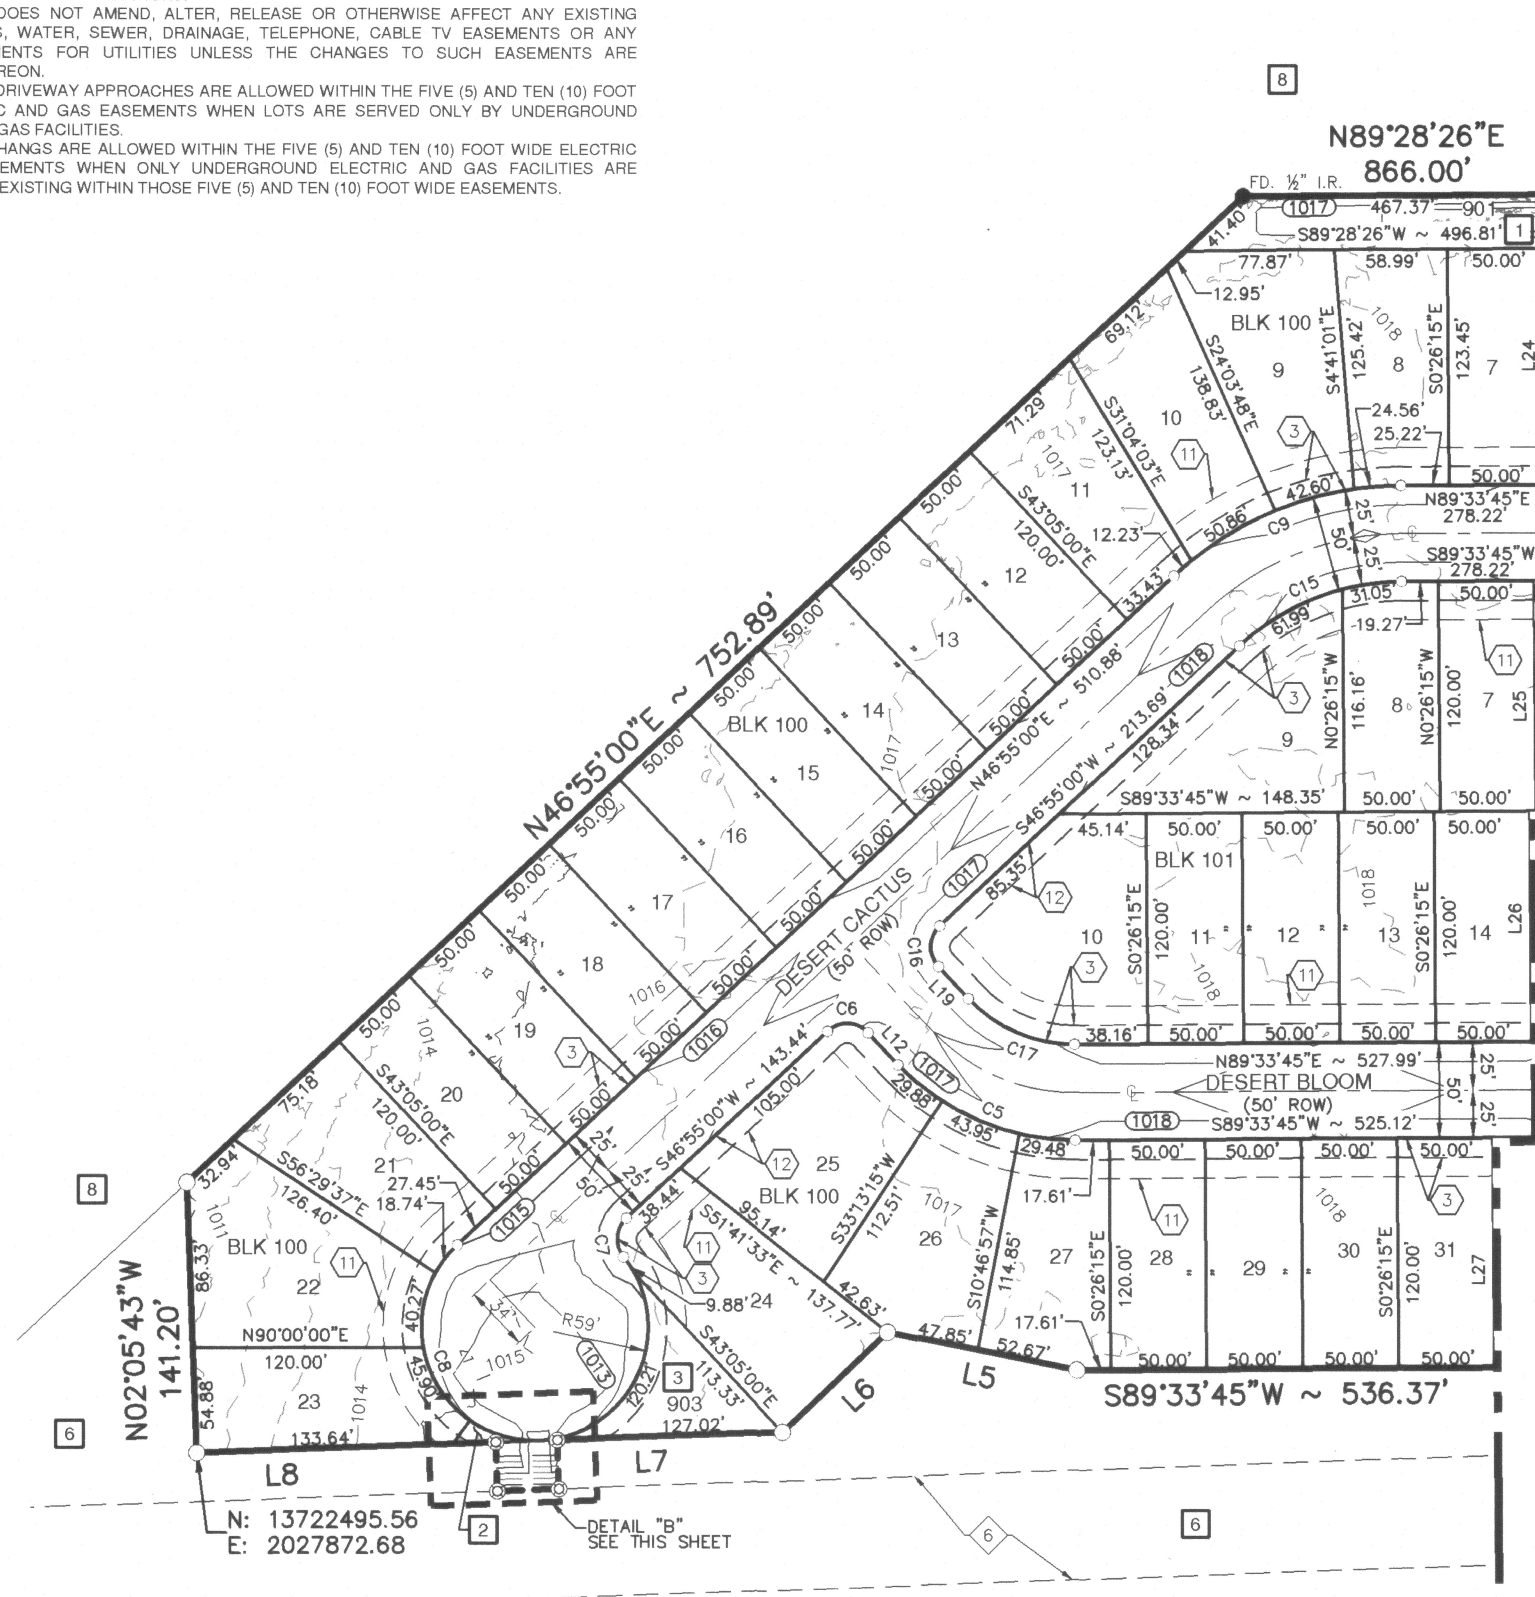 DOES NOT AMEND, ALTER, RELEASE OR OTHERWISE AFFECT ANY EXISTING
, WATER, SEWER, DRAINAGE, TELEPHONE, CABLE TV EASEMENTS OR ANY
MENTS FOR UTILITIES UNLESS THE CHANGES TO SUCH EASEMENTS ARE
REON.
DRIVEWAY APPROACHES ARE ALLOWED WITHIN THE FIVE (5) AND TEN (10) FOOT
C AND GAS EASEMENTS WHEN LOTS ARE SERVED ONLY BY UNDERGROUND
GAS FACILITIES.
HANGS ARE ALLOWED WITHIN THE FIVE (5) AND TEN (10) FOOT WIDE ELECTRIC
EMENTS WHEN ONLY UNDERGROUND ELECTRIC AND GAS FACILITIES ARE
EXISTING WITHIN THOSE FIVE (5) AND TEN (10) FOOT WIDE EASEMENTS.
8
N89°28'26"E
866.00'
FD. ½" I.R.
1017
467.37'
901
S89°28'26"W ~ 496.81'
1
41.40'
77.87'
58.99'
50.00'
12.95'
69.12'
BLK 100
9
S4°41'01"E
125.42'
1018
8
S0°26'15"E
123.45'
7
L24
S24°03'48"E
138.83'
10
71.29'
S31°04'03"E
123.13'
11
3
24.56'
25.22'
50.00'
1017
11
50.00'
S43°05'00"E
120.00'
12.23'
50.86'
42.60'
C9
25'
50'
25'
N89°33'45"E
278.22'
S89°33'45"W
278.22'
50.00'
12
33.43'
C15
31.05'
61.99'
19.27'
50.00'
11
50.00'
13
50.00'
1018
3
N0°26'15"W
116.16'
8
N0°26'15"W
120.00'
7
L25
9
N46°55'00"E ~ 752.89'
50.00'
14
BLK 100
1017
50.00'
N46°55'00"E ~ 510.88'
S46°55'00"W ~ 213.69'
128.34'
50.00'
15
50.00'
S89°33'45"W ~ 148.35'
50.00'
50.00'
50.00'
16
50.00'
45.14'
50.00'
50.00'
50.00'
50.00'
BLK 101
50.00'
17
50.00'
DESERT CACTUS
(50' ROW)
1017
85.35'
12
S0°26'15"E
120.00'
1018
S0°26'15"E
120.00'
L26
10
11
12
13
14
50.00'
18
50.00'
1016
C16
L19
3
1018
11
50.00'
1014
19
3
50.00'
1016
C6
L12
C17
38.16'
50.00'
50.00'
50.00'
50.00'
N89°33'45"E ~ 527.99'
DESERT BLOOM
(50' ROW)
25'
50'
25'
1018
S89°33'45"W ~ 525.12'
75.18'
S43°05'00"E
120.00'
20
50.00'
S46°55'00"W ~ 143.44'
105.00'
1017
29.88'
43.95'
C5
29.48'
50.00'
50.00'
50.00'
50.00'
8
32.94'
S56°29'37"E
126.40'
21
27.45'
18.74'
50.00'
1015
25'
25'
50'
38.44'
12
25
BLK 100
S33°13'15"W
112.51'
1017
17.61'
11
1018
3
1011
BLK 100
11
22
C7
11
3
S51°41'33"E ~ 137.77'
95.14'
26
S10°46'57"W
114.85'
27
S0°26'15"E
120.00'
28
29
30
S0°26'15"E
120.00'
31
L27
N02°05'43"W
141.20'
86.33'
40.27'
34'
R59'
9.88'
24
42.63'
17.61'
N90°00'00"E
120.00'
C8
1015
1013
S43°05'00"E
113.33'
47.85'
52.67'
L5
50.00'
50.00'
50.00'
50.00'
S89°33'45"W ~ 536.37'
6
54.88'
23
1014
45.90'
120.21'
3
903
127.02'
L6
133.64'
L8
L7
N: 13722495.56
E: 2027872.68
2
DETAIL "B"
SEE THIS SHEET
6
6